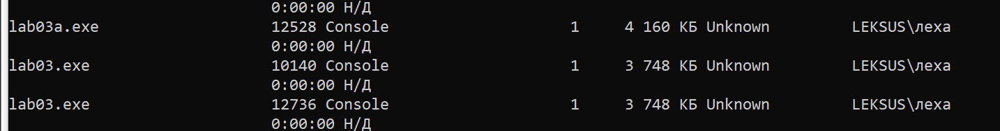 0:00:00 Н/Д
lab03a.exe 12528 Console 1 4 160 КБ Unknown LEKSUS\леха
0:00:00 Н/Д
lab03.exe 10140 Console 1 3 748 КБ Unknown LEKSUS\леха
0:00:00 Н/Д
lab03.exe 12736 Console 1 3 748 КБ Unknown LEKSUS\леха
0:00:00 Н/Д